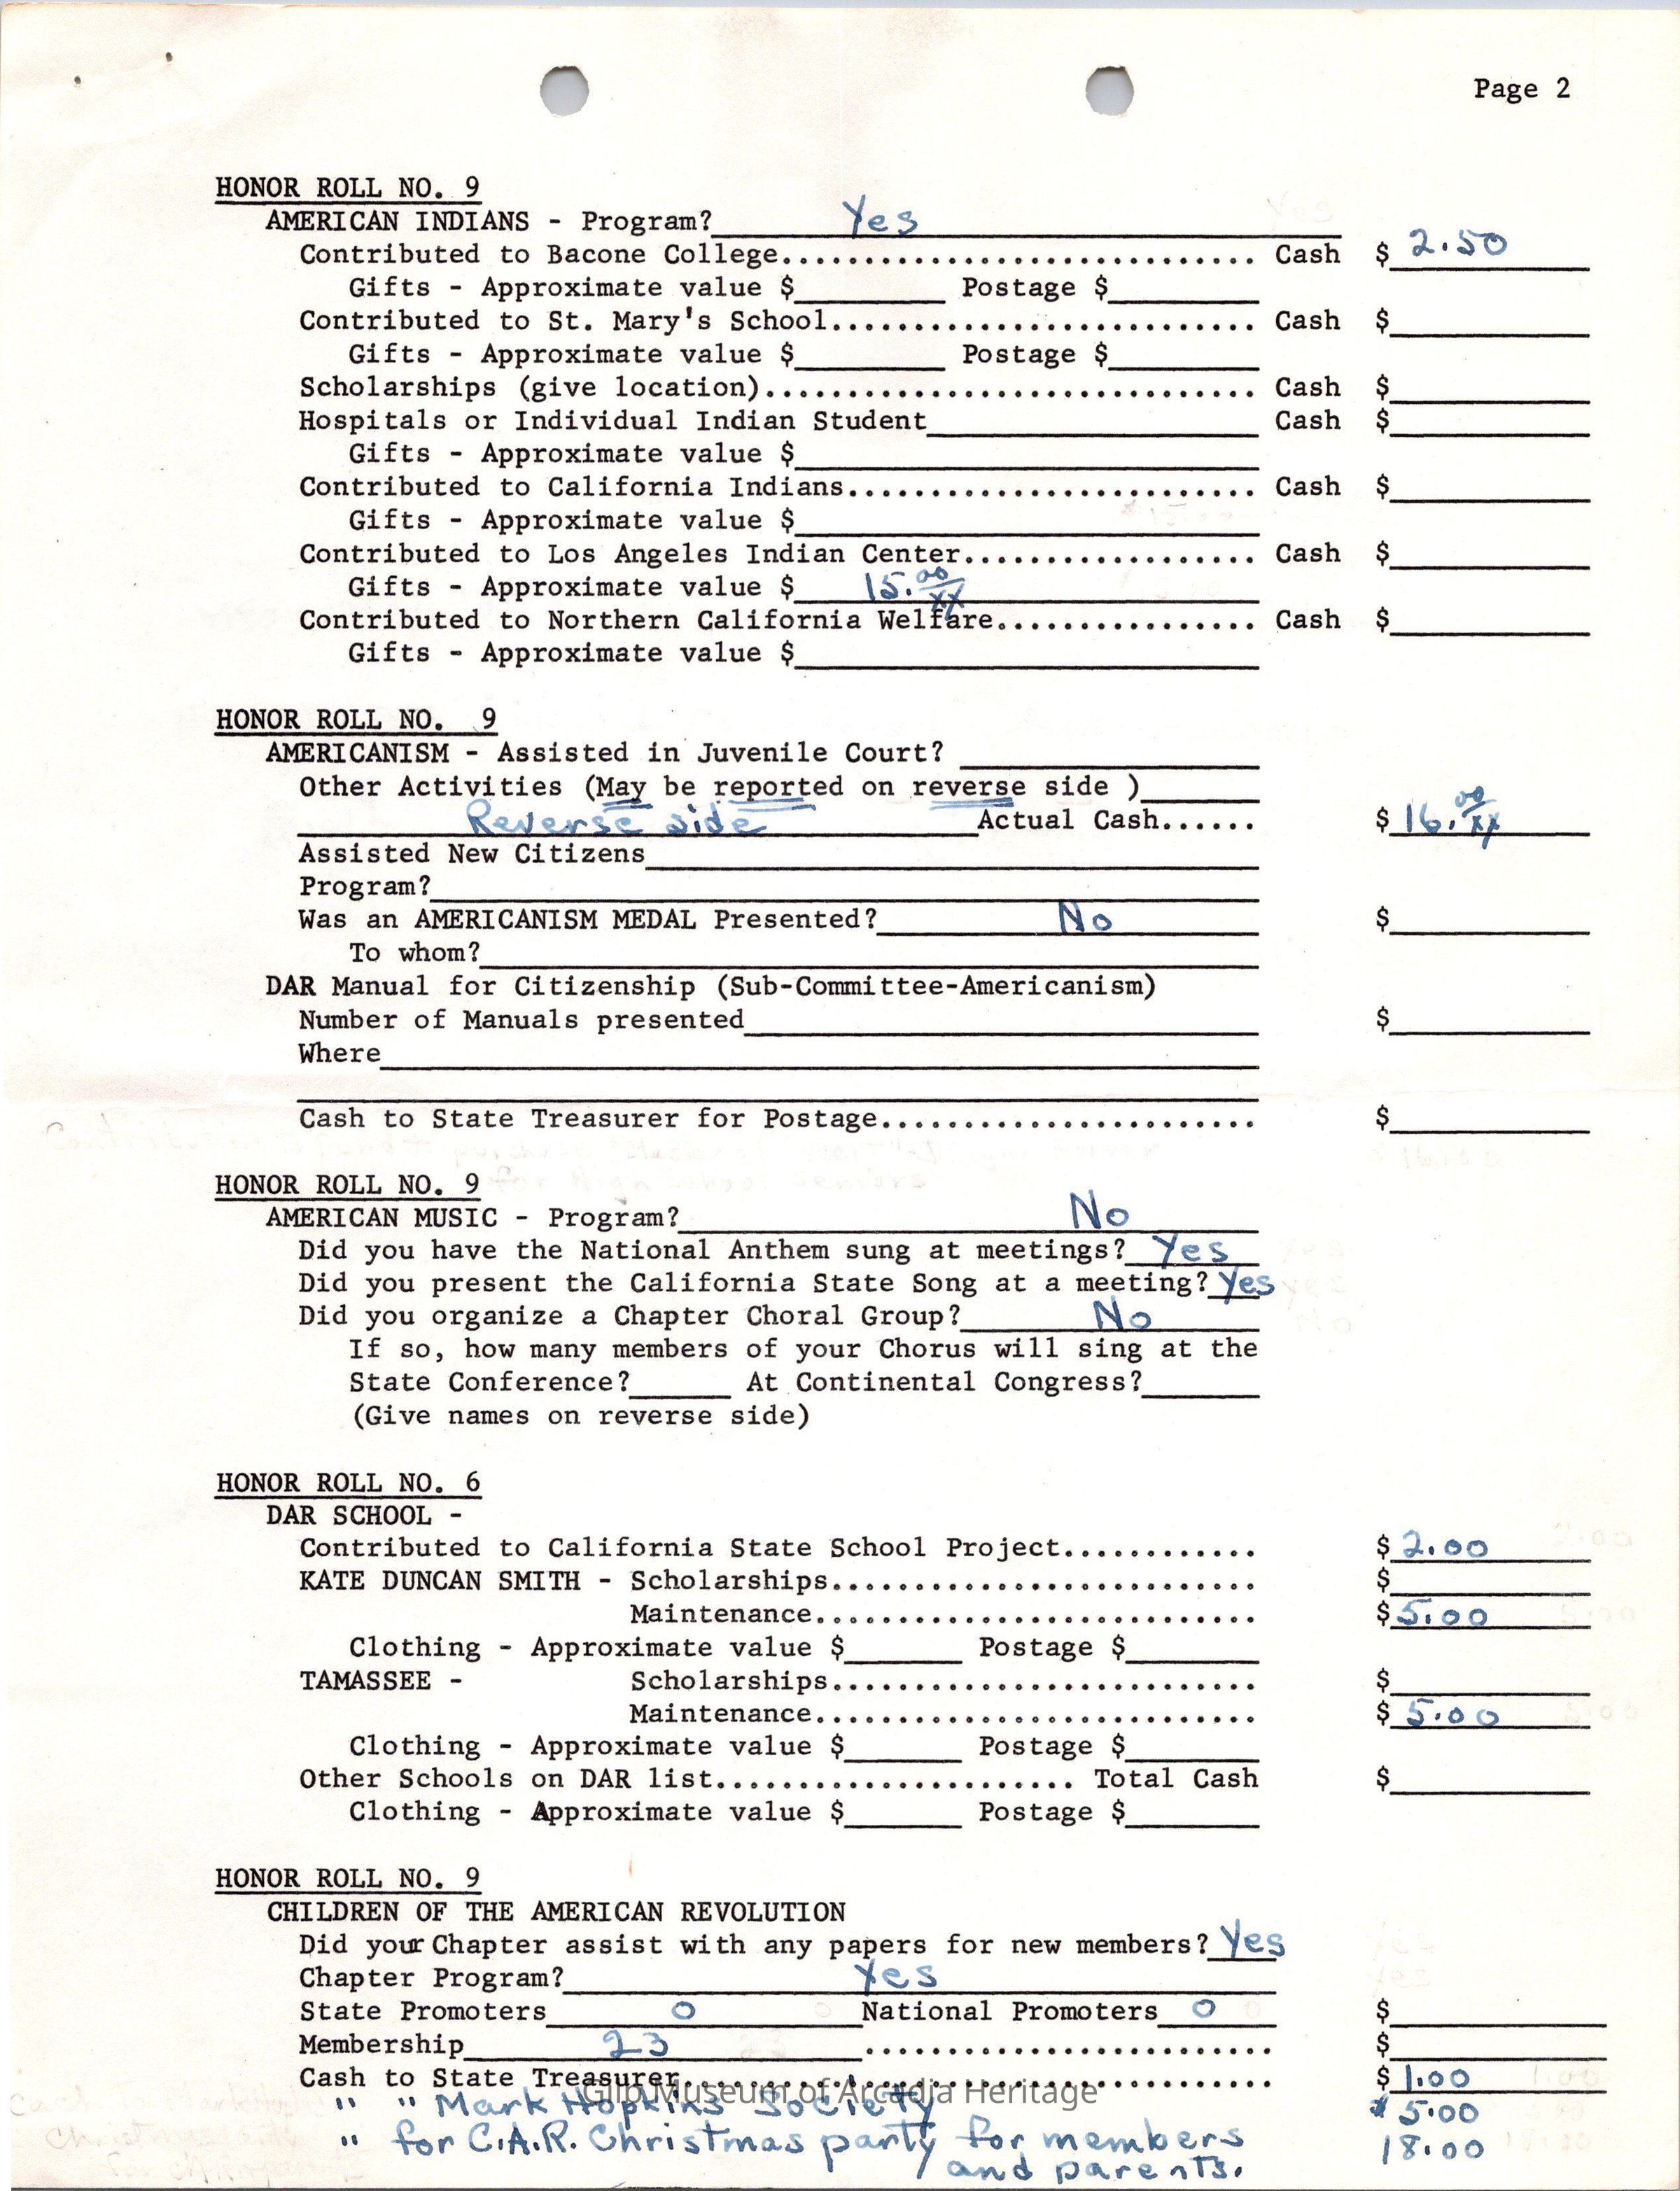 Page 2
HONOR ROLL NO. 9
AMERICAN INDIANS - Program? Yes
Contributed to Bacone College............................. Cash $ 2.50
Gifts - Approximate value $_________ Postage $_________
Contributed to St. Mary's School.......................... Cash $
Gifts - Approximate value $_________ Postage $_________
Scholarships (give location).............................. Cash $
Hospitals or Individual Indian Student____________________ Cash $
Gifts - Approximate value $
Contributed to California Indians......................... Cash $
Gifts - Approximate value $
Contributed to Los Angeles Indian Center.................. Cash $
Gifts - Approximate value $ 15.00/xx
Contributed to Northern California Welfare................ Cash $
Gifts - Approximate value $
HONOR ROLL NO. 9
AMERICANISM - Assisted in Juvenile Court?
Other Activities (May be reported on reverse side )
Reverse side Actual Cash...... $ 16.00/xx
Assisted New Citizens
Program?
Was an AMERICANISM MEDAL Presented? No $
To whom?
DAR Manual for Citizenship (Sub-Committee-Americanism)
Number of Manuals presented $
Where
Cash to State Treasurer for Postage....................... $
HONOR ROLL NO. 9
AMERICAN MUSIC - Program? No
Did you have the National Anthem sung at meetings? Yes
Did you present the California State Song at a meeting? Yes
Did you organize a Chapter Choral Group? No
If so, how many members of your Chorus will sing at the
State Conference?______ At Continental Congress?_______
(Give names on reverse side)
HONOR ROLL NO. 6
DAR SCHOOL -
Contributed to California State School Project............ $ 2.00
KATE DUNCAN SMITH - Scholarships.......................... $
Maintenance........................... $ 5.00
Clothing - Approximate value $_______ Postage $________
TAMASSEE - Scholarships.......................... $
Maintenance........................... $ 5.00
Clothing - Approximate value $_______ Postage $________
Other Schools on DAR list...................... Total Cash $
Clothing - Approximate value $_______ Postage $________
HONOR ROLL NO. 9
CHILDREN OF THE AMERICAN REVOLUTION
Did your Chapter assist with any papers for new members? Yes
Chapter Program? Yes
State Promoters 0 National Promoters 0 $
Membership 23 ......................... $
Cash to State Treasurer.................................... $ 1.00
Gilb Museum of Arcadia Heritage
" " Mark Hopkins Society $ 5.00
" for C.A.R. Christmas party for members 18.00
and parents.